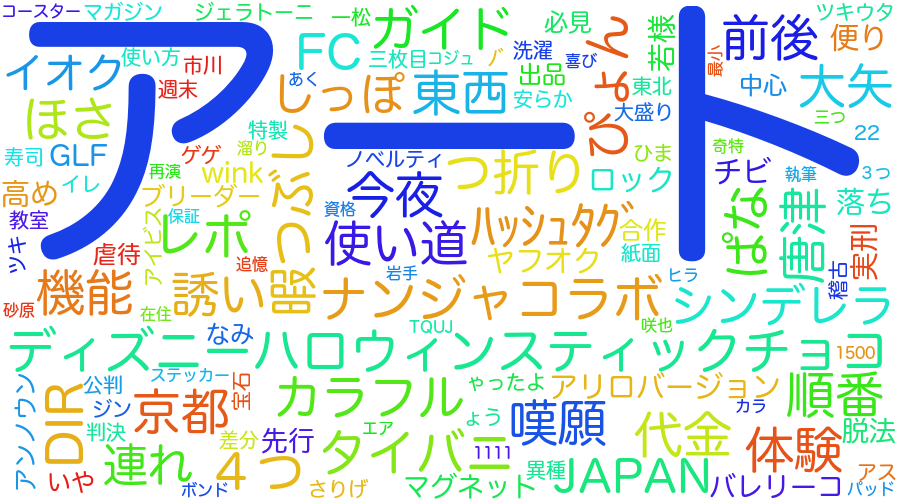 コースター
マガジン
ジェラトーニ
一松
ガイド
必見
ん
若様
最小
前後
ツキウタ
便り
アート
イオク
使い方
市川
FC
三枚目
コジュ
洗濯
喜び
出品
東北
中心
大矢
ほさ
週末
あく
しっぽ
東西
安らか
大盛り
ぴょん
三つ
22
寿司
GLF
特製
溜り
ゲゲ
再演
wink
ノベルティ
つ折り
ひま
ロック
チビ
奇特
執筆
3つ
高め
イレ
ブリーダー
暇つぶし
今夜
資格
ハッシュタグ
合作
ぱな
唐津
落ち
教室
アイビス
保証
レポ
使い道
紙面
ヤフオク
実刑
ツキ
虐待
追憶
岩手
ヒラ
稽古
砂原
機能
誘い
ナンジャコラボ
シンデレラ
在住
なみ
TQUJ
咲也
ディズニーハロウィンスティックチョコ
1500
アンノウン
公判
ステッカー
宝石
カラフル
ゃったよ
アリロバージョン
順番
DIR
ジン
京都
ょう
嘆願
カラ
代金
判決
差分
先行
エア
タイバニ
1111
異種
体験
脱法
連れ
4つ
いや
ボンド
さりげ
マグネット
JAPAN
バレリーコ
アス
パッド